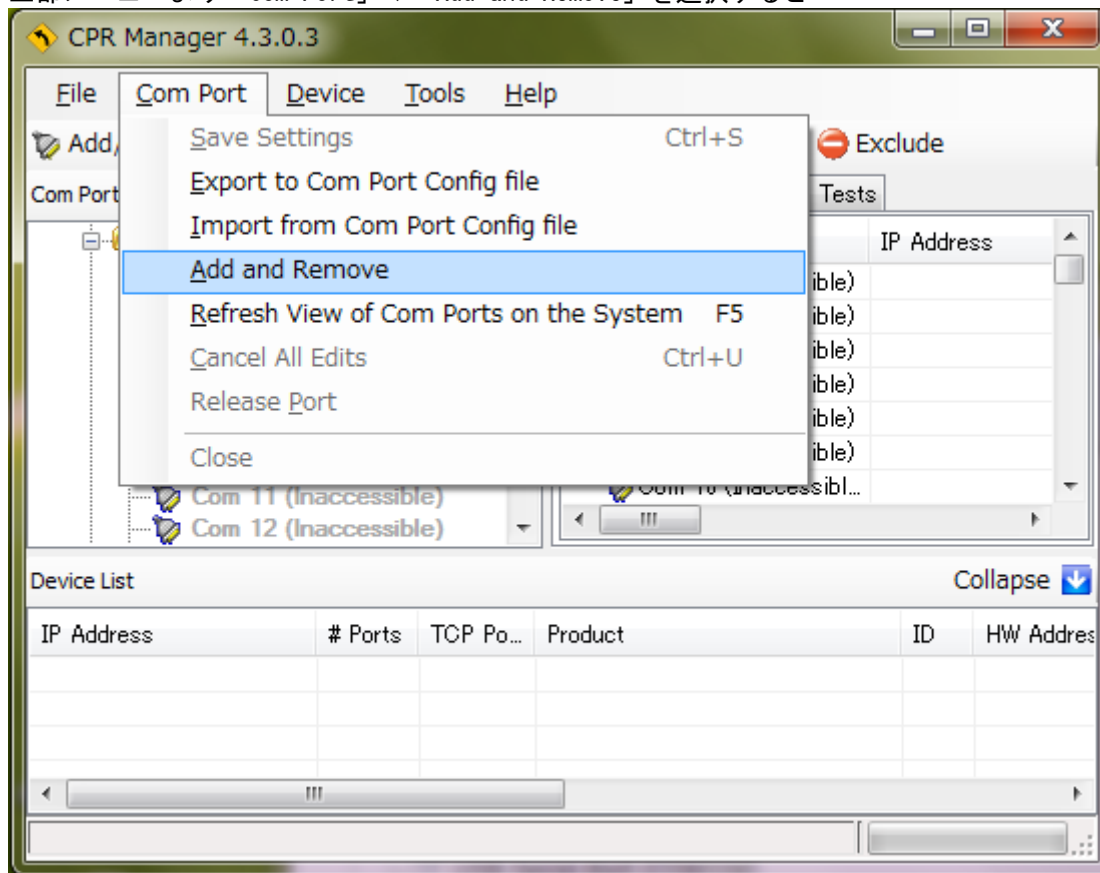 CPR Manager 4.3.0.3
File Com Port Device Tools Help
Add/ Exclude
Save Settings Ctrl+S
Export to Com Port Config file
Import from Com Port Config file
Add and Remove
Refresh View of Com Ports on the System F5
Cancel All Edits Ctrl+U
Release Port
Close
Com Port
Tests
IP Address
ible)
ible)
ible)
ible)
ible)
ible)
Com 11 (Inaccessible)
Com 12 (Inaccessible)
Device List Collapse
IP Address # Ports TCP Po... Product ID HW Addres